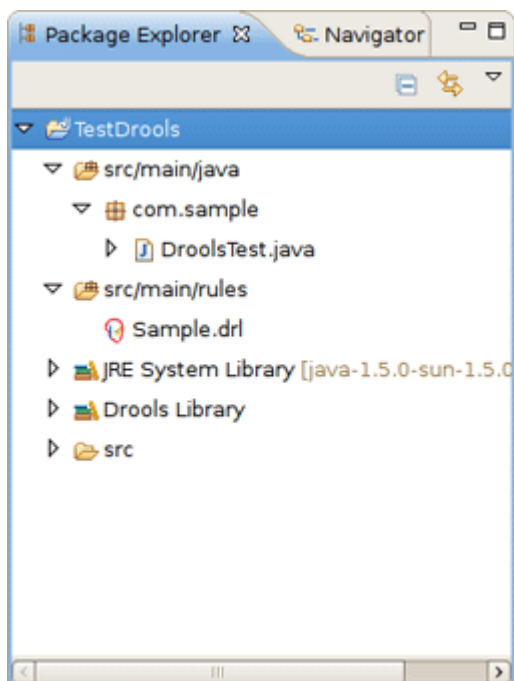 Package Explorer Navigator
TestDrools
src/main/java
com.sample
DroolsTest.java
src/main/rules
Sample.drl
JRE System Library [java-1.5.0-sun-1.5.0
Drools Library
src